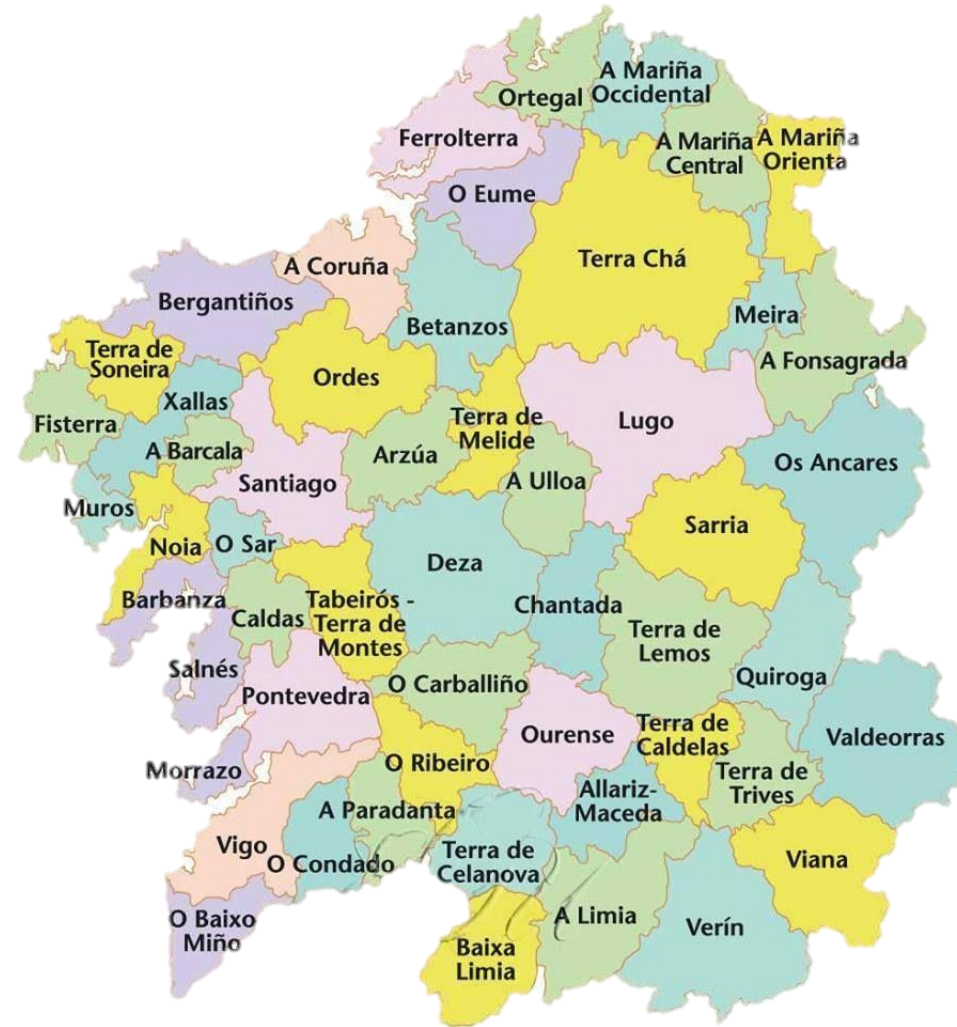 A Mariña
Occidental
Ortegal
Ferrolterra
A Mariña
Central
A Mariña
Orienta
O Eume
Terra Chá
A Coruña
Bergantiños
Betanzos
Meira
Terra de
Soneira
A Fonsagrada
Ordes
Xallas
Fisterra
Terra de
Melide
Lugo
A Barcala
Arzúa
Os Ancares
Santiago
A Ulloa
Muros
Sarria
Noia
O Sar
Deza
Barbanza
Caldas
Tabeirós -
Terra de
Montes
Chantada
Terra de
Lemos
Salnés
Pontevedra
O Carballiño
Quiroga
Ourense
Terra de
Caldelas
Valdeorras
Morrazo
O Ribeiro
Terra de
Trives
Allariz-
Maceda
A Paradanta
Vigo
O Condado
Terra de
Celanova
Viana
O Baixo
Miño
A Limia
Verín
Baixa
Limia